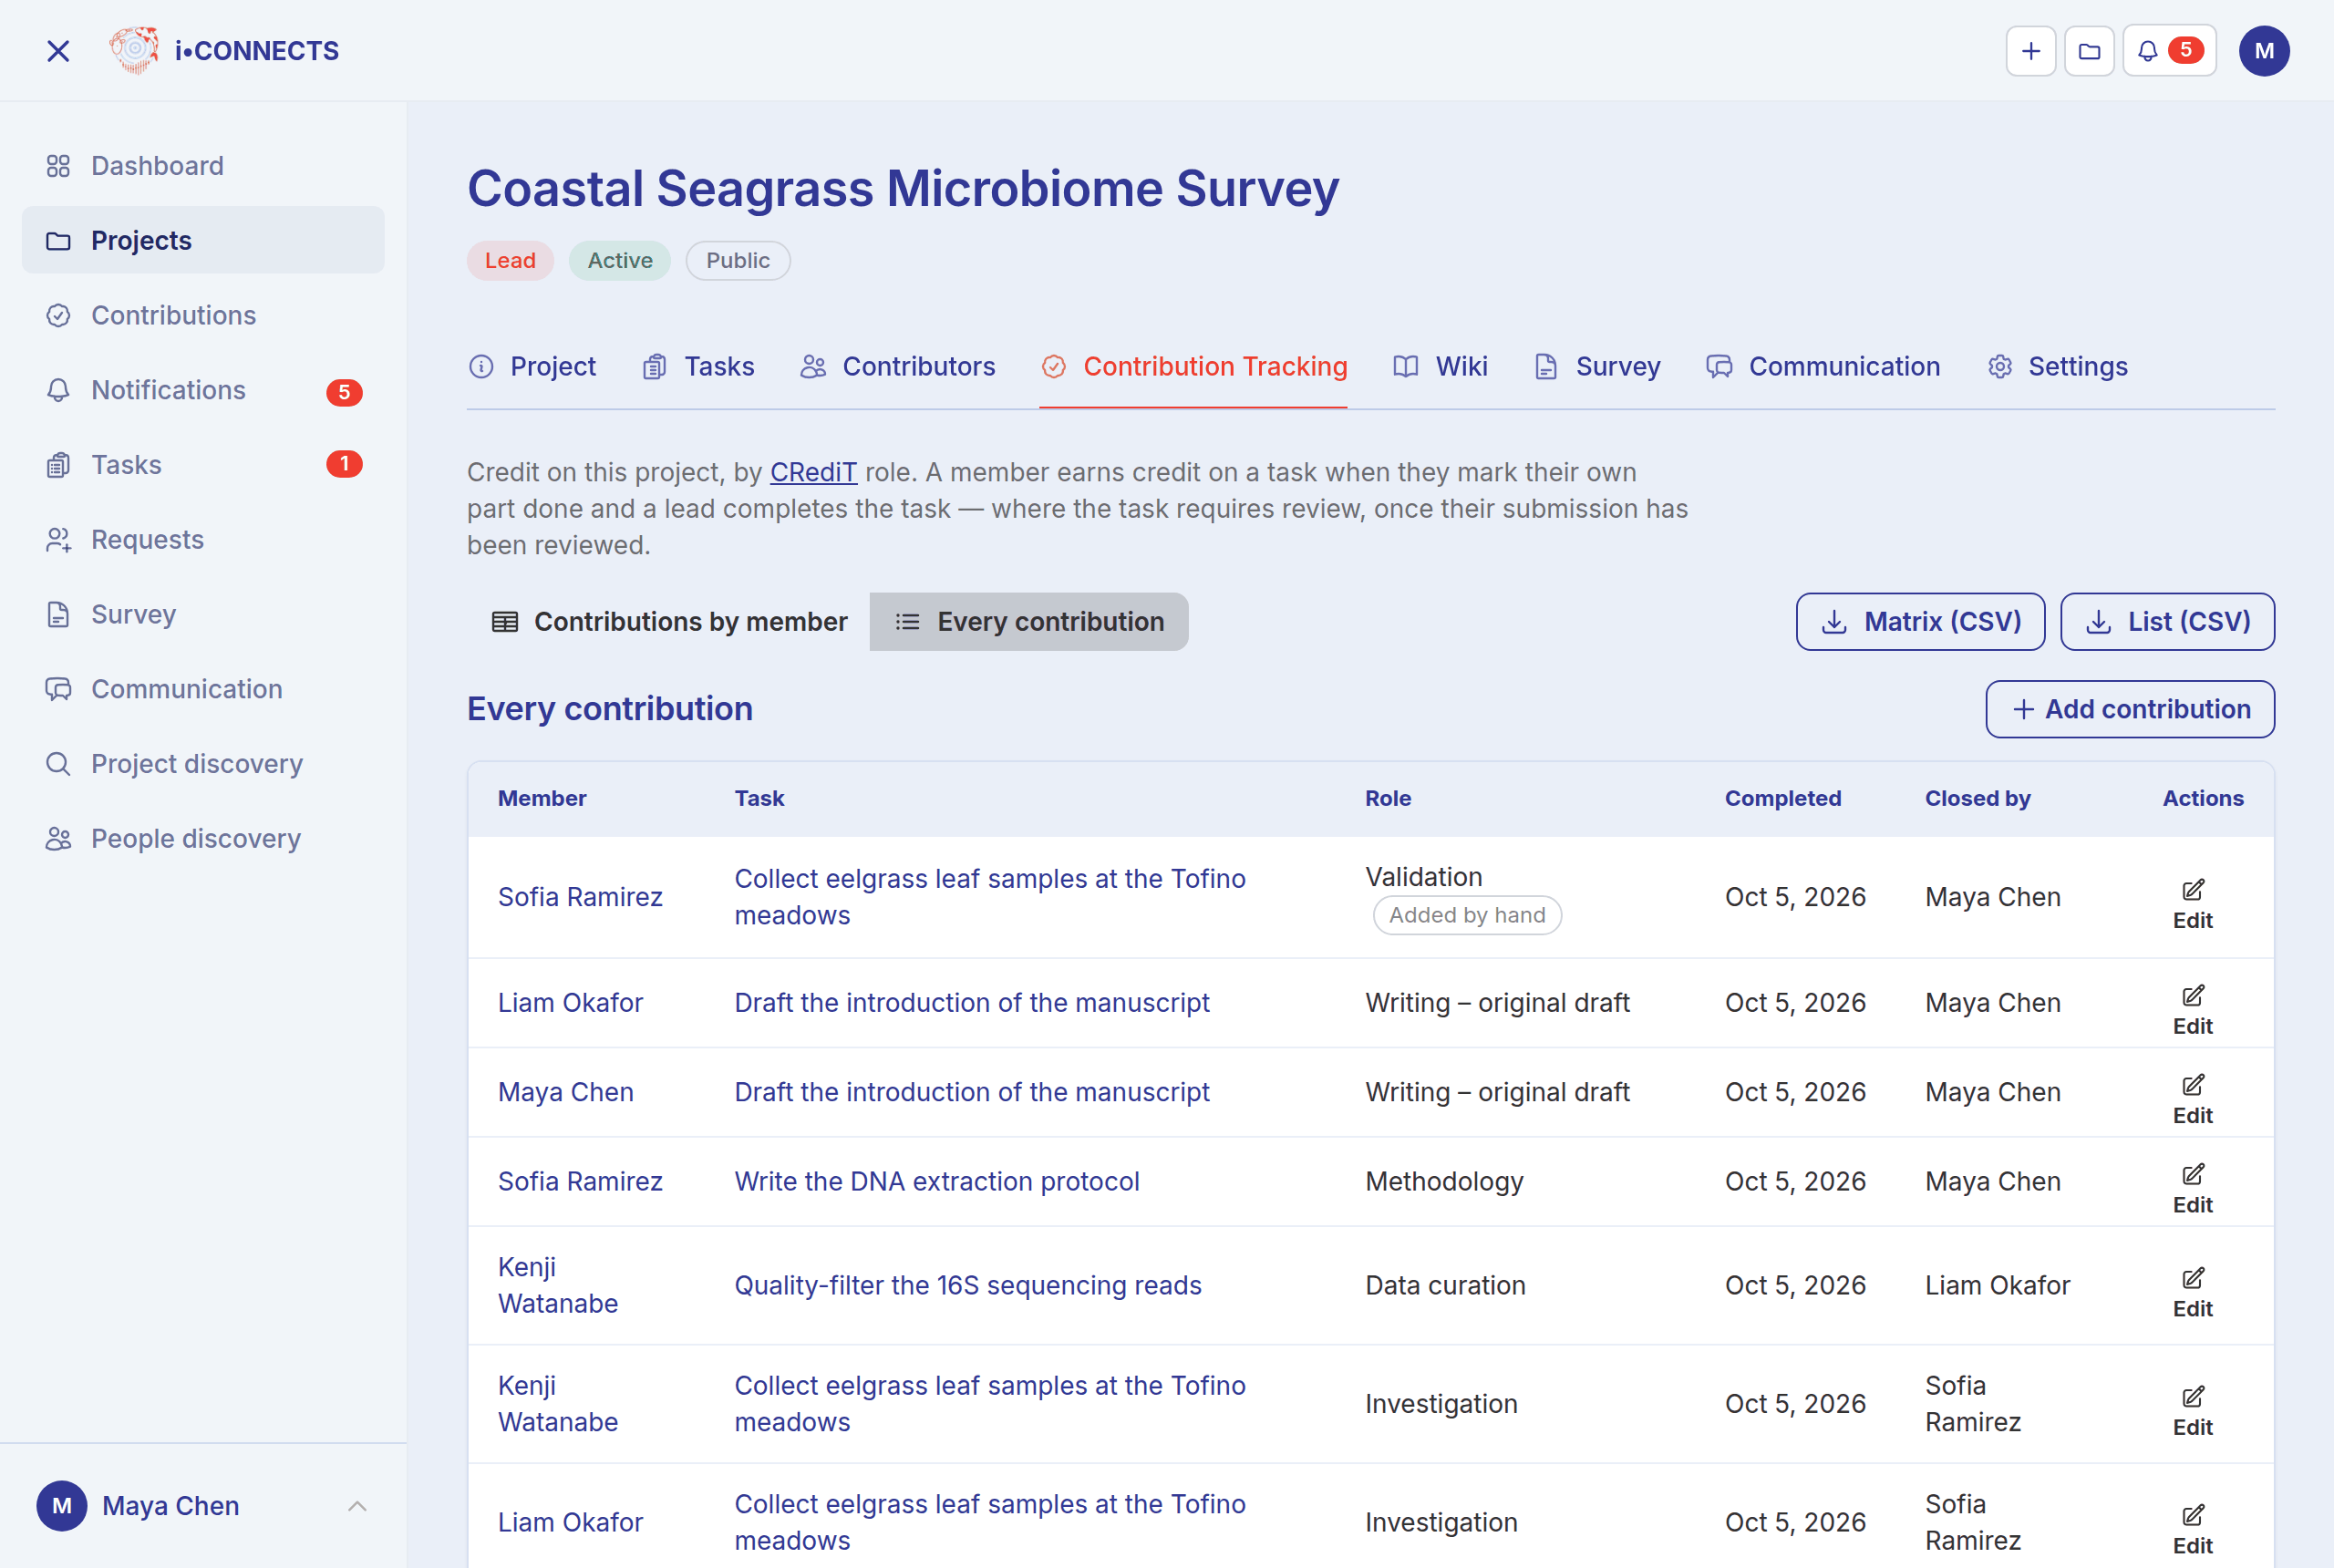 i•CONNECTS
5
M
Dashboard
Projects
Contributions
Notifications 5
Tasks 1
Requests
Survey
Communication
Project discovery
People discovery
M Maya Chen
Coastal Seagrass Microbiome Survey
Lead Active Public
Project Tasks Contributors Contribution Tracking Wiki Survey Communication Settings
Credit on this project, by CRediT role. A member earns credit on a task when they mark their own
part done and a lead completes the task — where the task requires review, once their submission has
been reviewed.
Contributions by member Every contribution Matrix (CSV) List (CSV)
Every contribution Add contribution
Member Task Role Completed Closed by Actions
Sofia Ramirez Collect eelgrass leaf samples at the Tofino
meadows Validation
Added by hand Oct 5, 2026 Maya Chen Edit
Liam Okafor Draft the introduction of the manuscript Writing – original draft Oct 5, 2026 Maya Chen Edit
Maya Chen Draft the introduction of the manuscript Writing – original draft Oct 5, 2026 Maya Chen Edit
Sofia Ramirez Write the DNA extraction protocol Methodology Oct 5, 2026 Maya Chen Edit
Kenji
Watanabe Quality-filter the 16S sequencing reads Data curation Oct 5, 2026 Liam Okafor Edit
Kenji
Watanabe Collect eelgrass leaf samples at the Tofino
meadows Investigation Oct 5, 2026 Sofia
Ramirez Edit
Liam Okafor Collect eelgrass leaf samples at the Tofino
meadows Investigation Oct 5, 2026 Sofia
Ramirez Edit